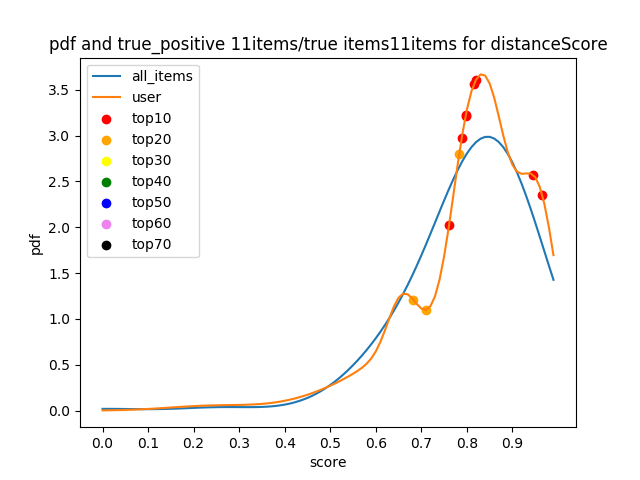 pdf and true_positive 11items/true items11items for distanceScore
all_items
user
top10
top20
top30
top40
top50
top60
top70
pdf
3.5
3.0
2.5
2.0
1.5
1.0
0.5
0.0
0.0 0.1 0.2 0.3 0.4 0.5 0.6 0.7 0.8 0.9
score